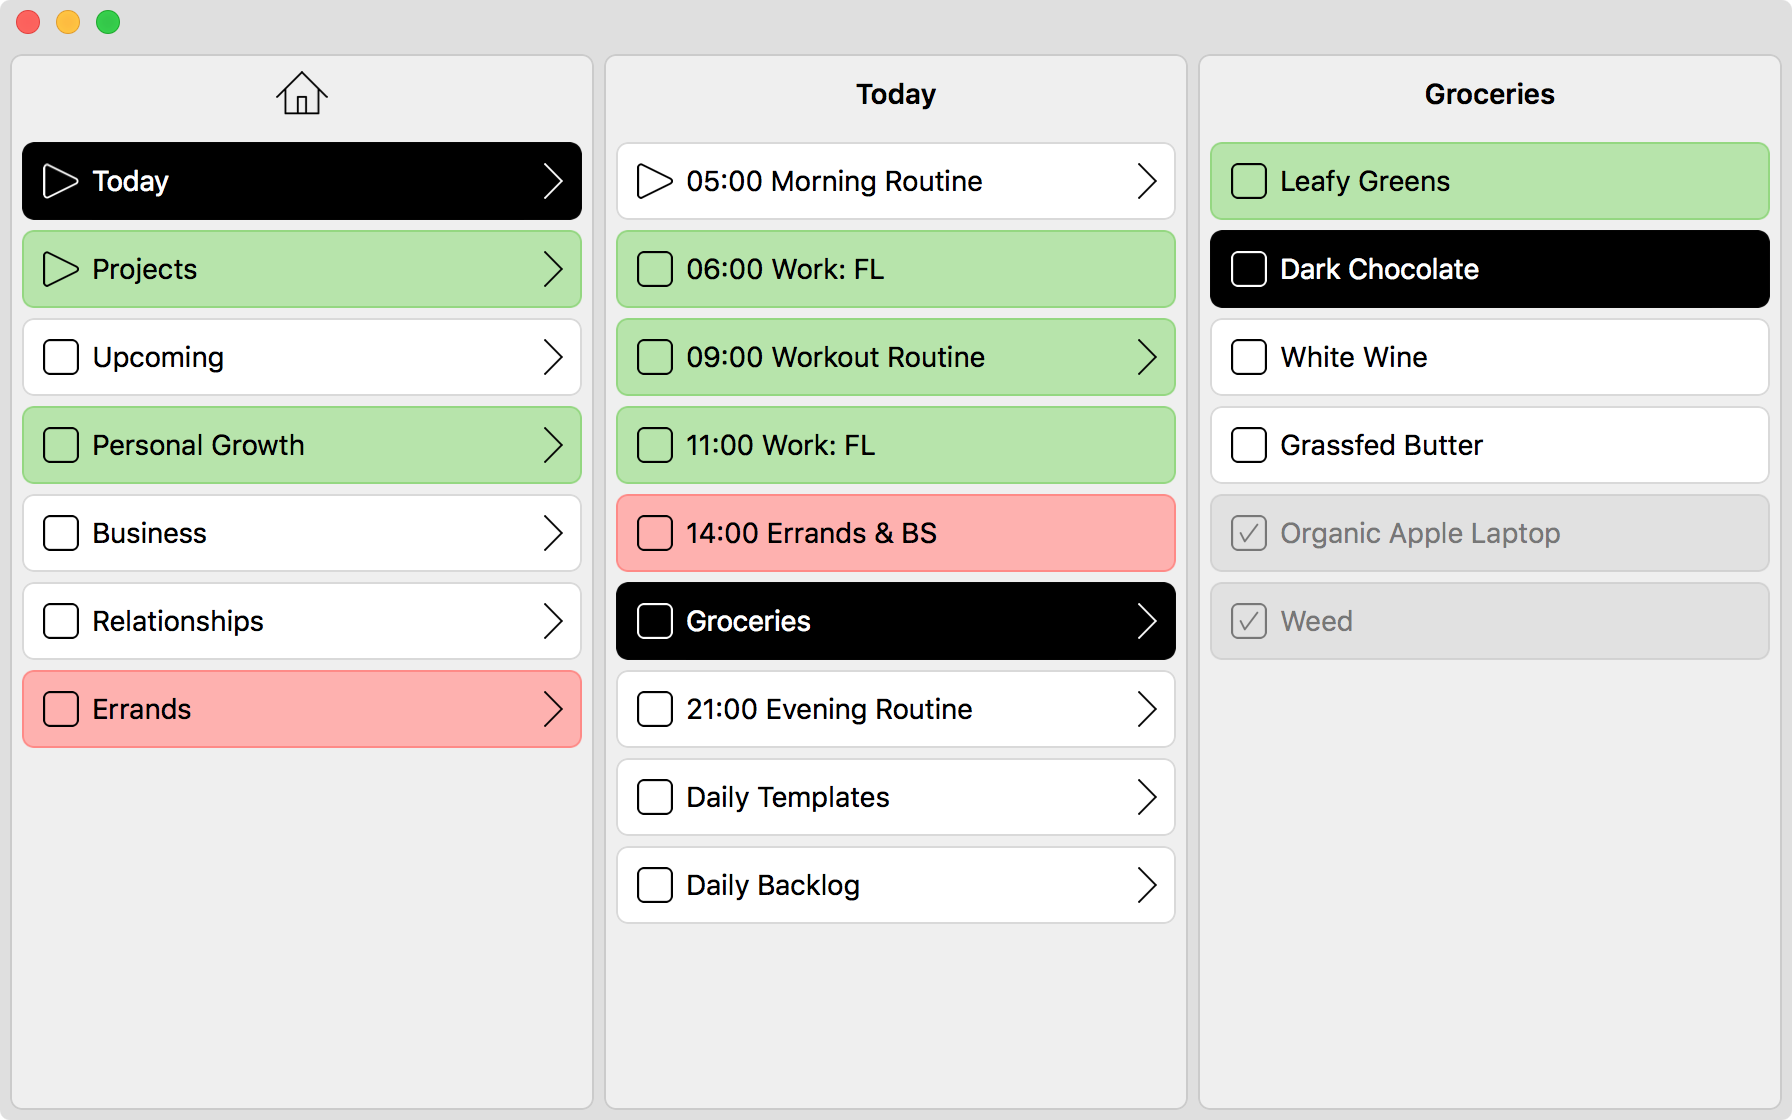 Today
Projects
Upcoming
Personal Growth
Business
Relationships
Errands
Today
05:00 Morning Routine
06:00 Work: FL
09:00 Workout Routine
11:00 Work: FL
14:00 Errands & BS
Groceries
21:00 Evening Routine
Daily Templates
Daily Backlog
Groceries
Leafy Greens
Dark Chocolate
White Wine
Grassfed Butter
Organic Apple Laptop
Weed